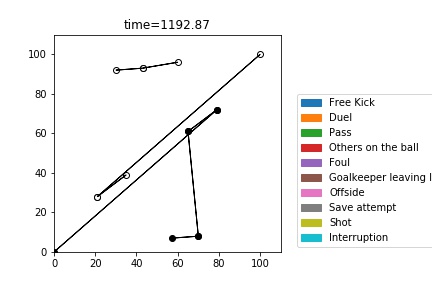 time=1192.87
100
80
60
40
20
0
0
20
40
60
80
100
Free Kick
Duel
Pass
Others on the ball
Foul
Goalkeeper leaving l
Offside
Save attempt
Shot
Interruption